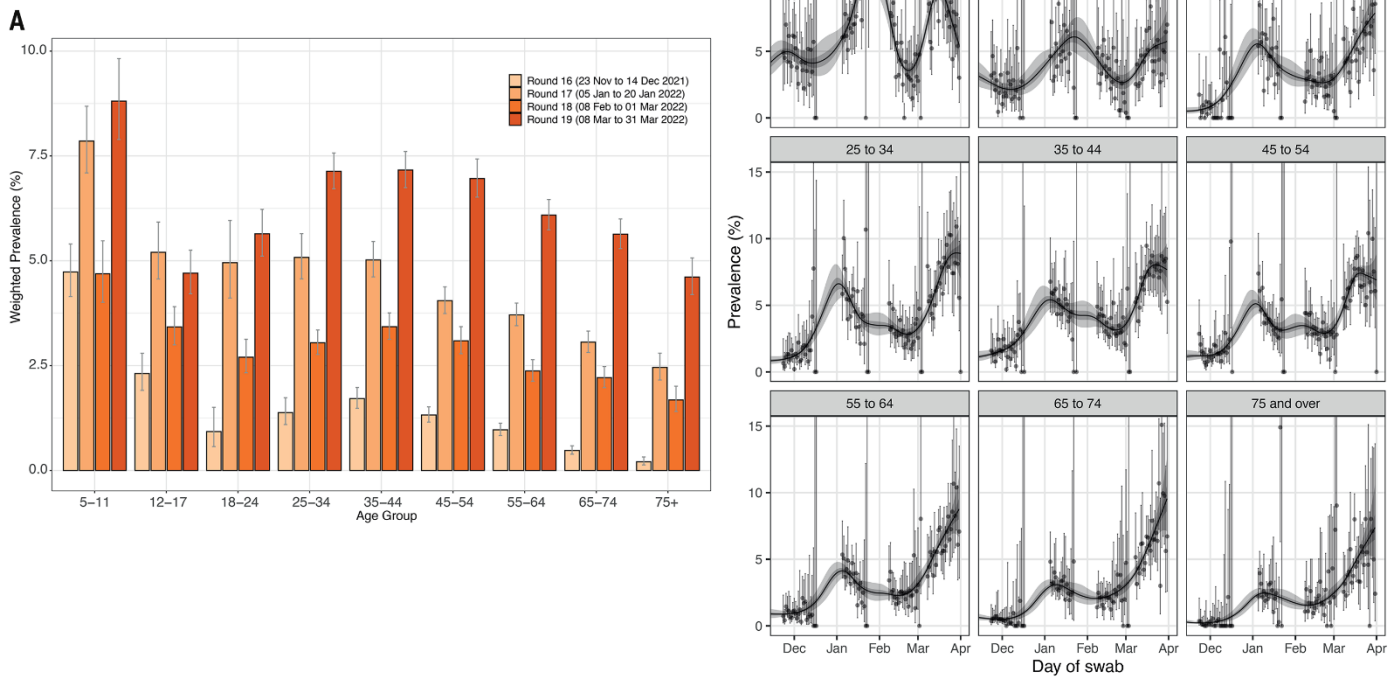 A
10.0
7.5
5.0
2.5
0.0
Weighted Prevalence (%)
Round 16 (23 Nov to 14 Dec 2021)
Round 17 (05 Jan to 20 Jan 2022)
Round 18 (08 Feb to 01 Mar 2022)
Round 19 (08 Mar to 31 Mar 2022)
5–11 12–17 18–24 25–34 35–44 45–54 55–64 65–74 75+
Age Group
5
0
25 to 34 35 to 44 45 to 54
15
10
5
0
Prevalence (%)
55 to 64 65 to 74 75 and over
15
10
5
0
Dec Jan Feb Mar Apr Dec Jan Feb Mar Apr Dec Jan Feb Mar Apr
Day of swab